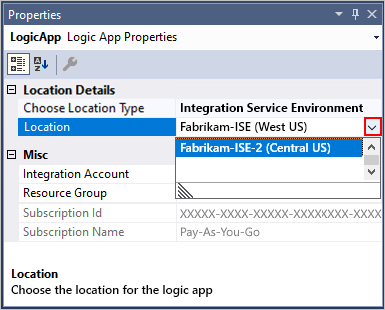 Properties
LogicApp Logic App Properties
Location Details
Choose Location Type Integration Service Environment
Location Fabrikam-ISE (West US)
Fabrikam-ISE-2 (Central US)
Misc
Integration Account
Resource Group
Subscription Id XXXXX-XXXX-XXXXX-XXXXXXXX-XXXX
Subscription Name Pay-As-You-Go
Location
Choose the location for the logic app